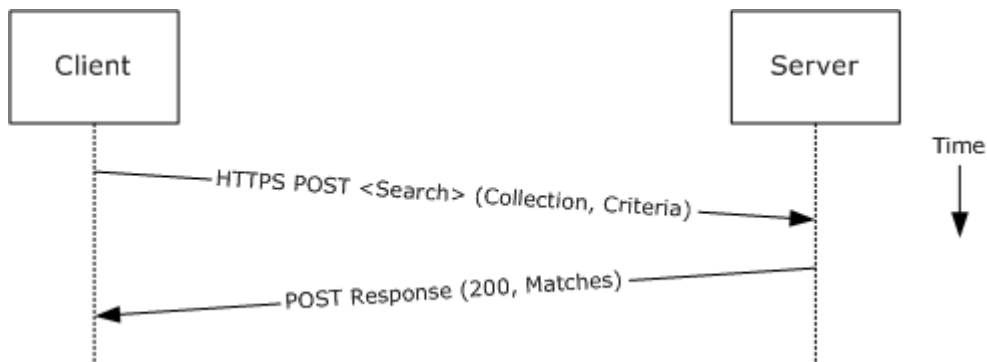 Client
Server
Time
HTTPS POST <Search> (Collection, Criteria)
POST Response (200, Matches)